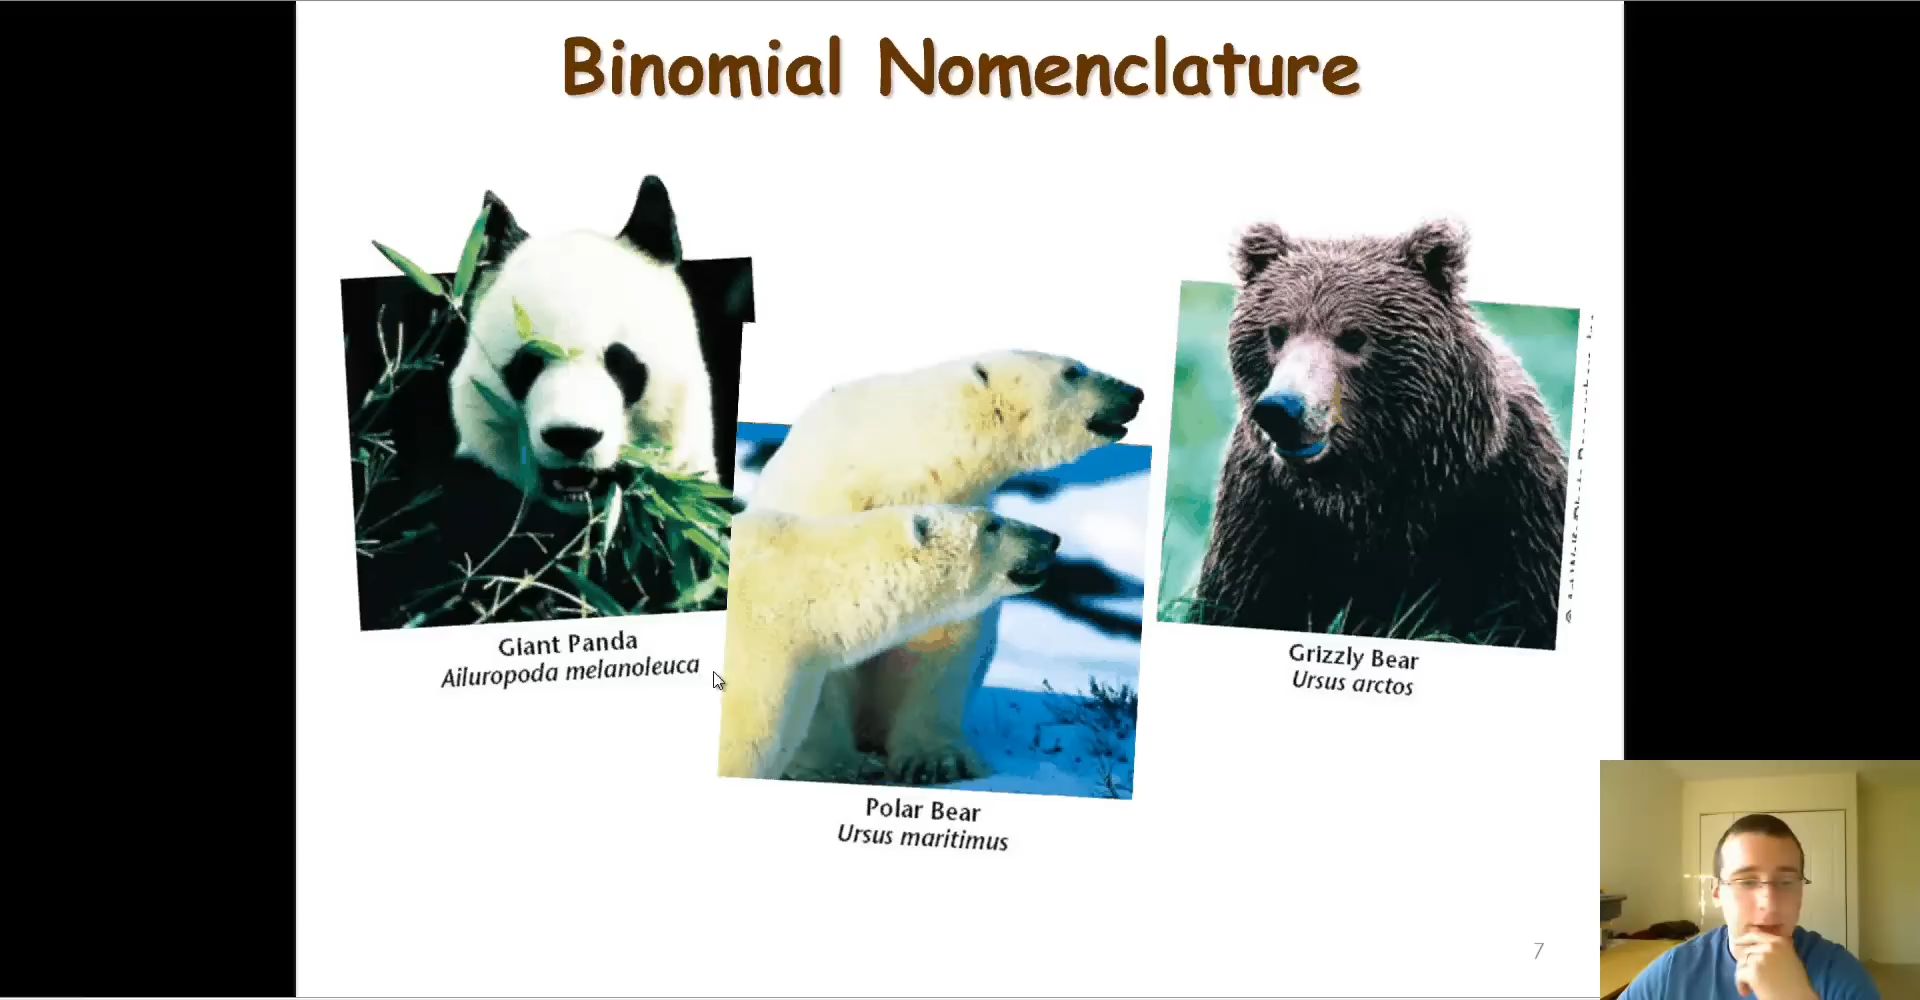 Binomial Nomenclature
Giant Panda
Ailuropoda melanoleuca
Polar Bear
Ursus maritimus
Grizzly Bear
Ursus arctos
7